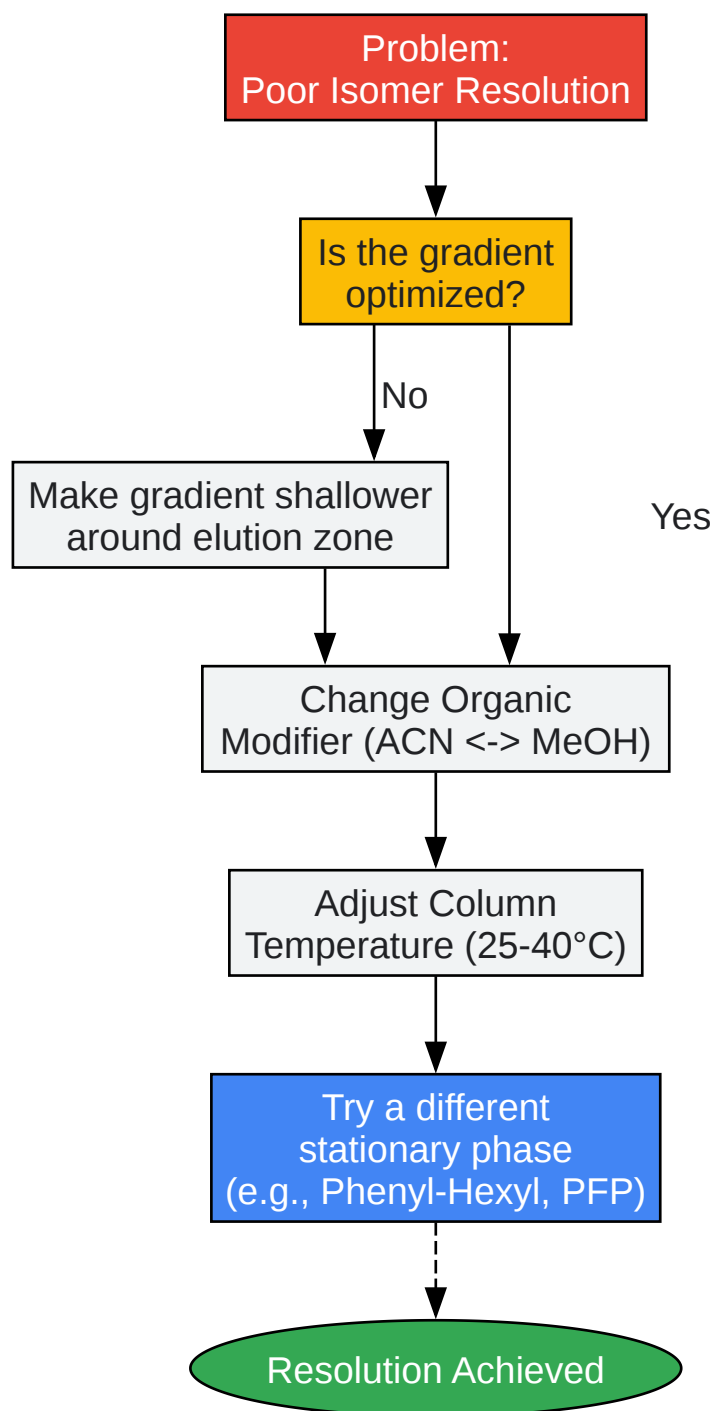 Problem:
Poor Isomer Resolution
Is the gradient
optimized?
No
Make gradient shallower
around elution zone
Yes
Change Organic
Modifier (ACN <-> MeOH)
Adjust Column
Temperature (25-40°C)
Try a different
stationary phase
(e.g., Phenyl-Hexyl, PFP)
Resolution Achieved